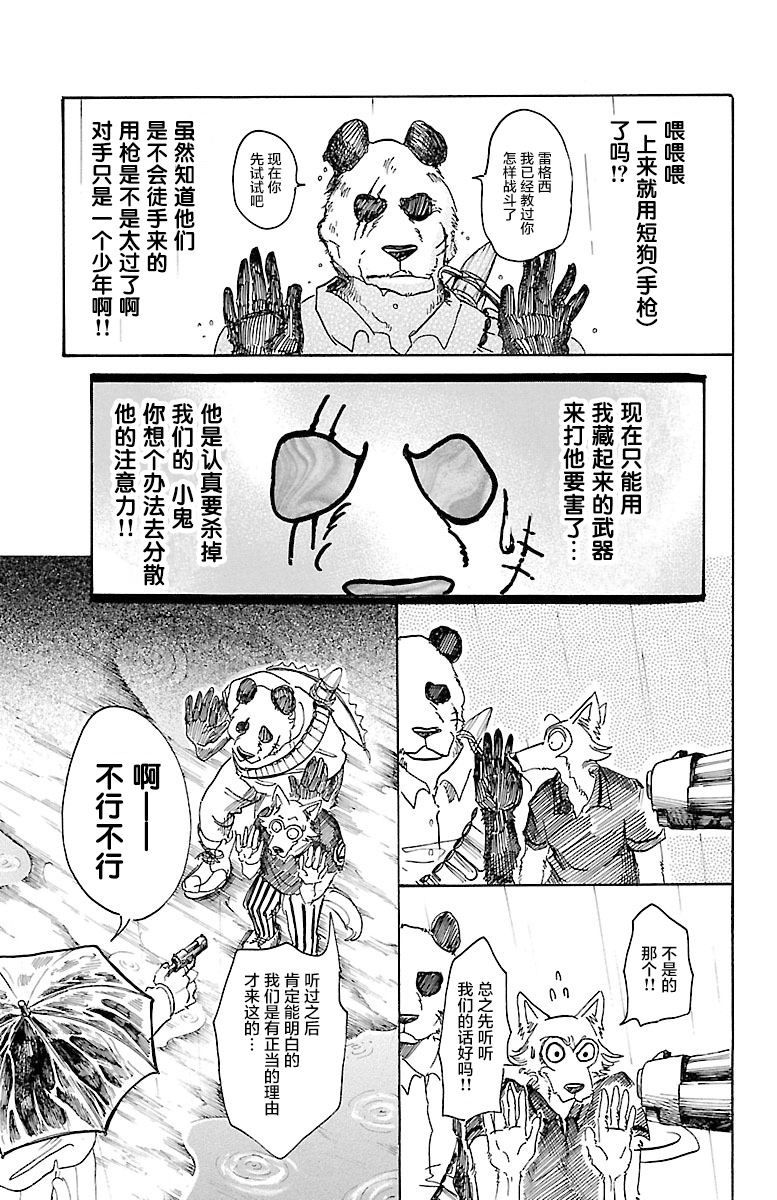 喂喂喂
一上来就用短狗(手枪)
了吗!?
雷格西
我已经教过你
怎样战斗了
现在你
先试试吧
虽然知道他们
是不会徒手来的
用枪是不是太过了啊
对手只是一个少年啊!!
现在只能用
我藏起来的武器
来打他要害了…
他是认真要杀掉
我们的 小鬼
你想个办法去分散
他的注意力!!
不是的
那个!!
总之先听听
我们的话好吗!!
啊——
不行不行
听过之后
肯定能明白的
我们是有正当的理由
才来这的…